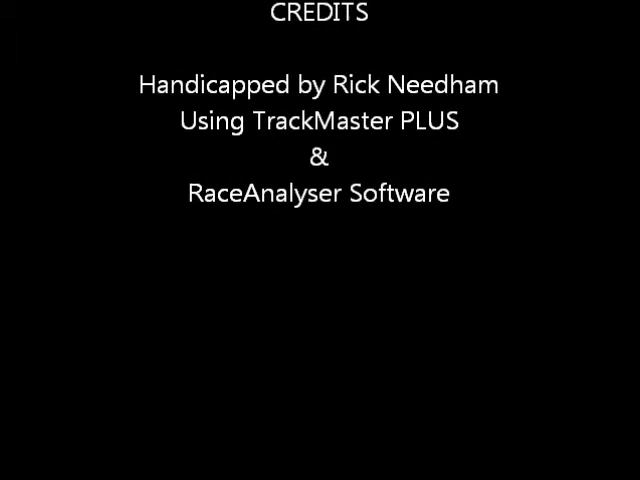 CREDITS
Handicapped by Rick Needham
Using TrackMaster PLUS
&
RaceAnalyser Software